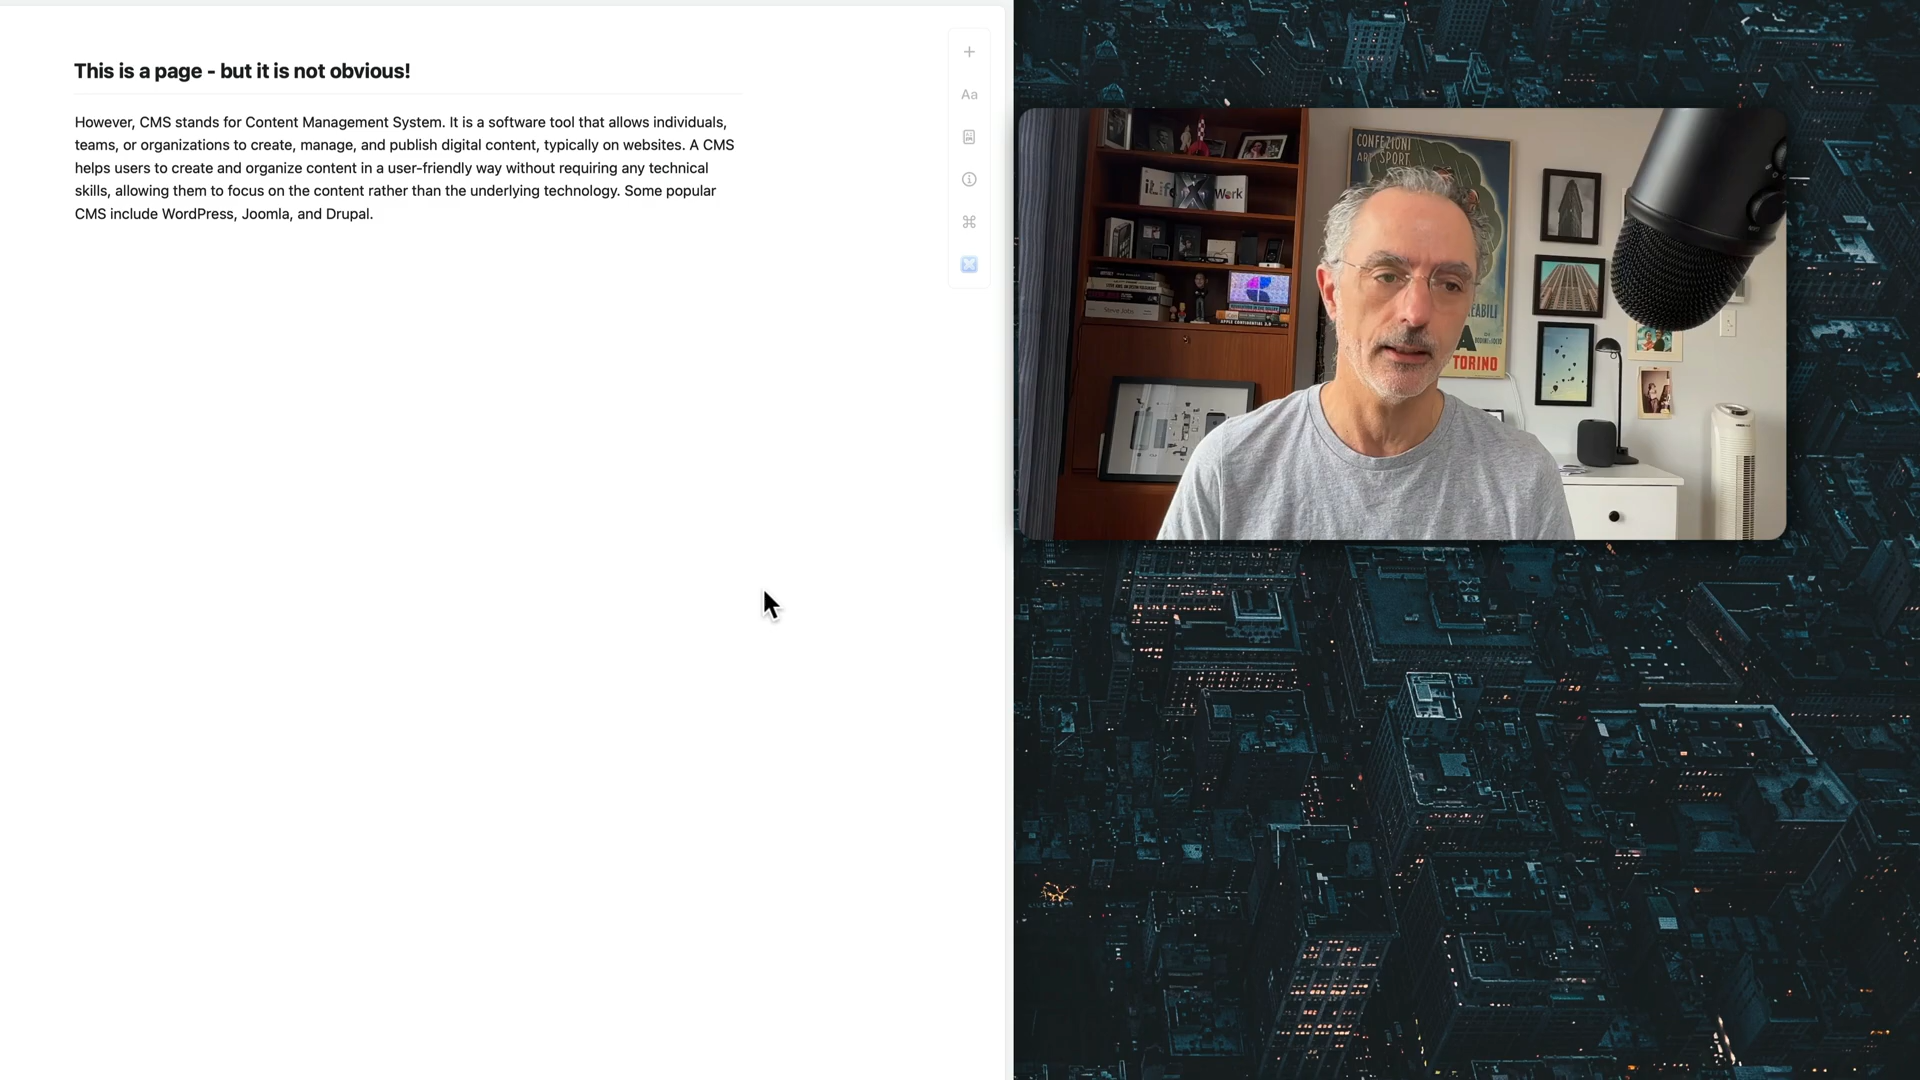 This is a page - but it is not obvious!
However, CMS stands for Content Management System. It is a software tool that allows individuals,
teams, or organizations to create, manage, and publish digital content, typically on websites. A CMS
helps users to create and organize content in a user-friendly way without requiring any technical
skills, allowing them to focus on the content rather than the underlying technology. Some popular
CMS include WordPress, Joomla, and Drupal.
Aa
CONFEZIONI
SPORT
iLife
Work
TORINO